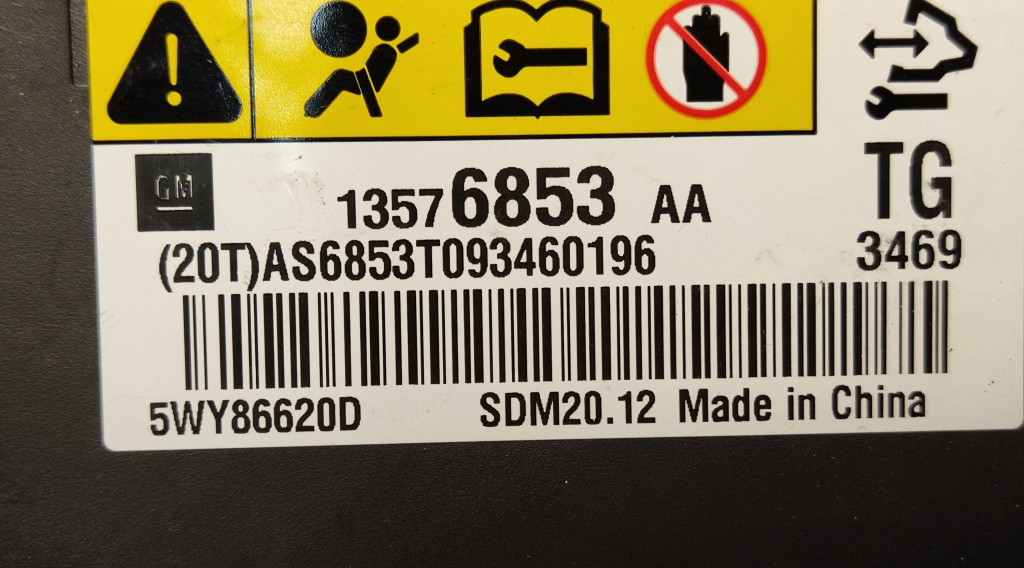 GM
13576853 AA
TG
(20T)AS6853T093460196
3469
5WY86620D
SDM20.12 Made in China